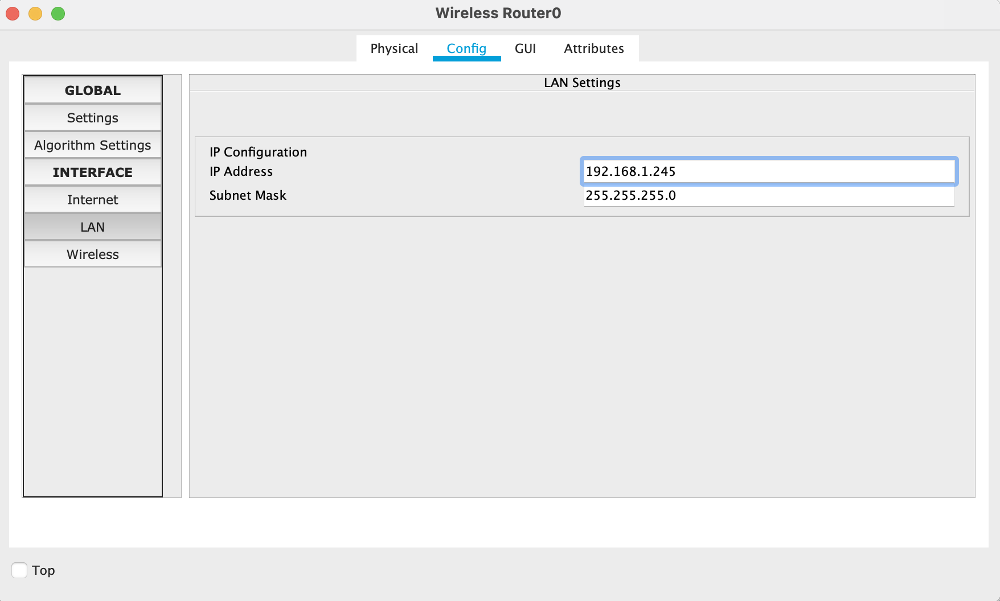 Wireless Router0
Physical Config GUI Attributes
GLOBAL
Settings
Algorithm Settings
INTERFACE
Internet
LAN
Wireless
LAN Settings
IP Configuration
IP Address 192.168.1.245
Subnet Mask 255.255.255.0
Top